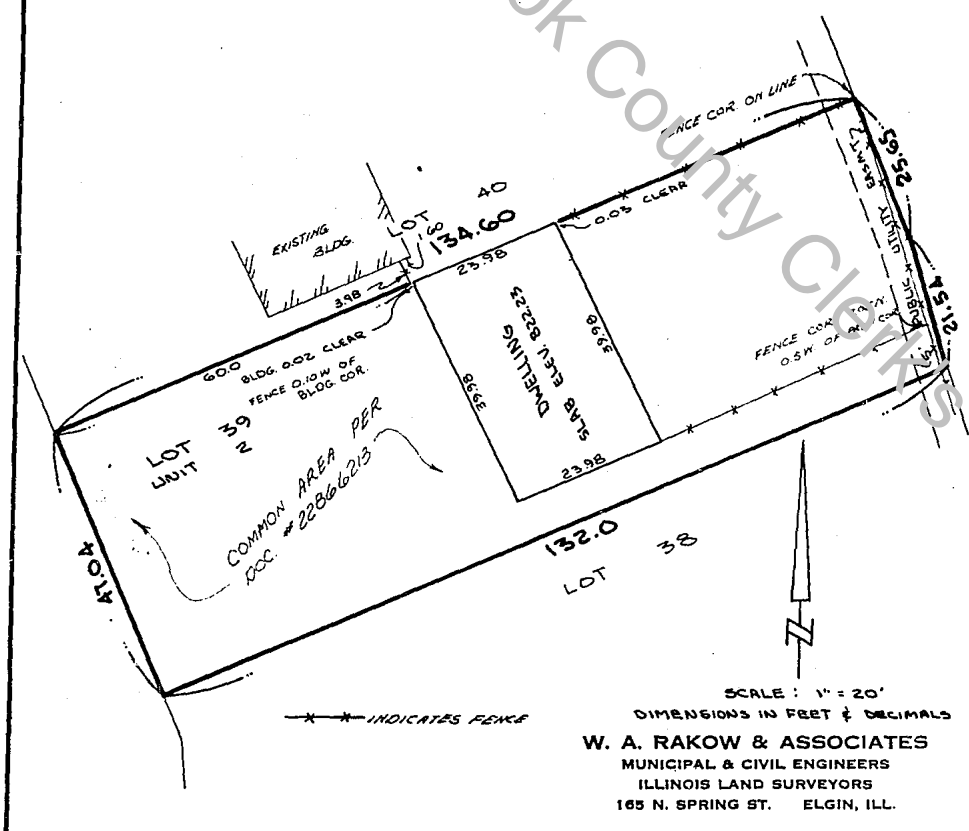 ok County Clerk's
FENCE COR. ON LINE
25.65
PUBLIC UTILITY EASM'T
21.54
LOT 40
134.60
1.60
0.03 CLEAR
EXISTING
BLDG.
3.98
23.98
39.98
DWELLING
SLAB ELEV. 822.23
39.98
23.98
FENCE COR.
0.5 W. OF
60.0
BLDG. 0.02 CLEAR
FENCE 0.10 W OF
BLDG. COR.
LOT 39
UNIT 2
COMMON AREA PER
DOC. # 22866213
47.04
132.0
LOT 38
N
SCALE : 1" = 20'
DIMENSIONS IN FEET & DECIMALS
x x INDICATES FENCE
W. A. RAKOW & ASSOCIATES
MUNICIPAL & CIVIL ENGINEERS
ILLINOIS LAND SURVEYORS
165 N. SPRING ST. ELGIN, ILL.